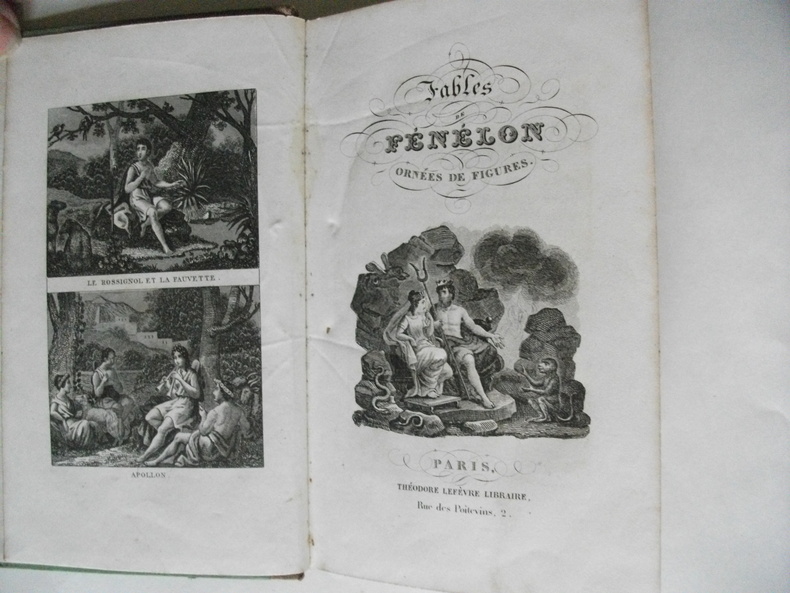 LE ROSSIGNOL ET LA FAUVETTE.
APOLLON.
Fables
DE
FÉNÉLON
ORNÉES DE FIGURES.
PARIS,
THÉODORE LEFÈVRE LIBRAIRE,
Rue des Poitevins, 2.